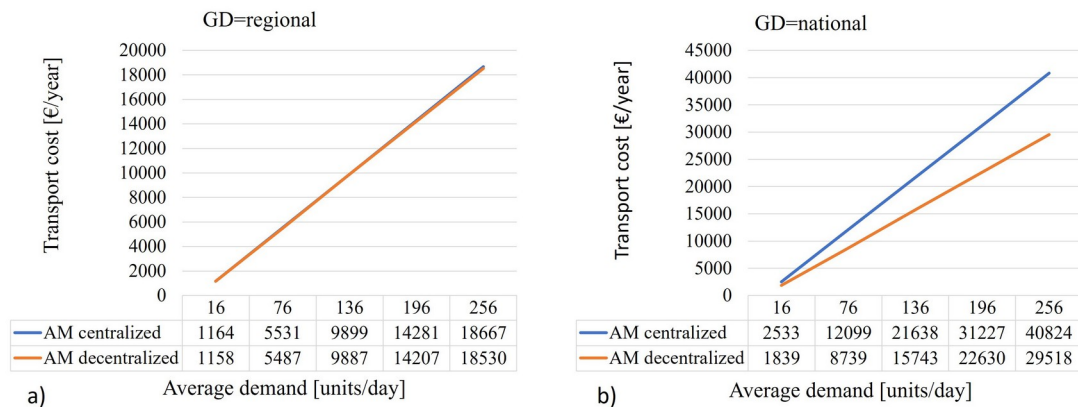 GD=regional
Transport cost [€/year]
20000
18000
16000
14000
12000
10000
8000
6000
4000
2000
0
16 76 136 196 256
AM centralized 1164 5531 9899 14281 18667
AM decentralized 1158 5487 9887 14207 18530
a) Average demand [units/day]
GD=national
Transport cost [€/year]
45000
40000
35000
30000
25000
20000
15000
10000
5000
0
16 76 136 196 256
AM centralized 2533 12099 21638 31227 40824
AM decentralized 1839 8739 15743 22630 29518
b) Average demand [units/day]